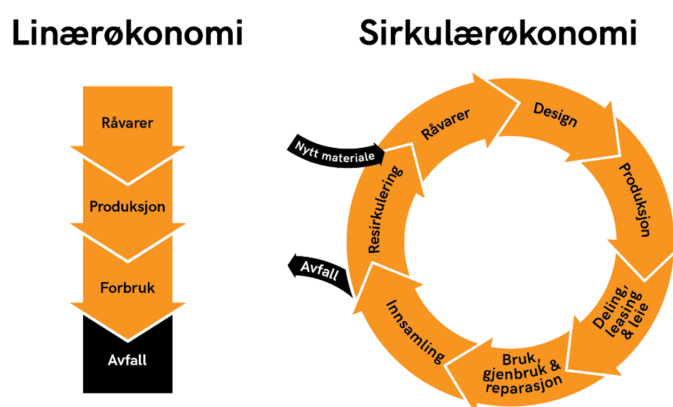 Linærøkonomi
Sirkulærøkonomi
Råvarer
Produksjon
Forbruk
Avfall
Råvarer
Design
Produksjon
Deling,
leasing
& leie
Bruk,
gjenbruk &
reparasjon
Innsamling
Avfall
Resirkulering
Nytt materiale